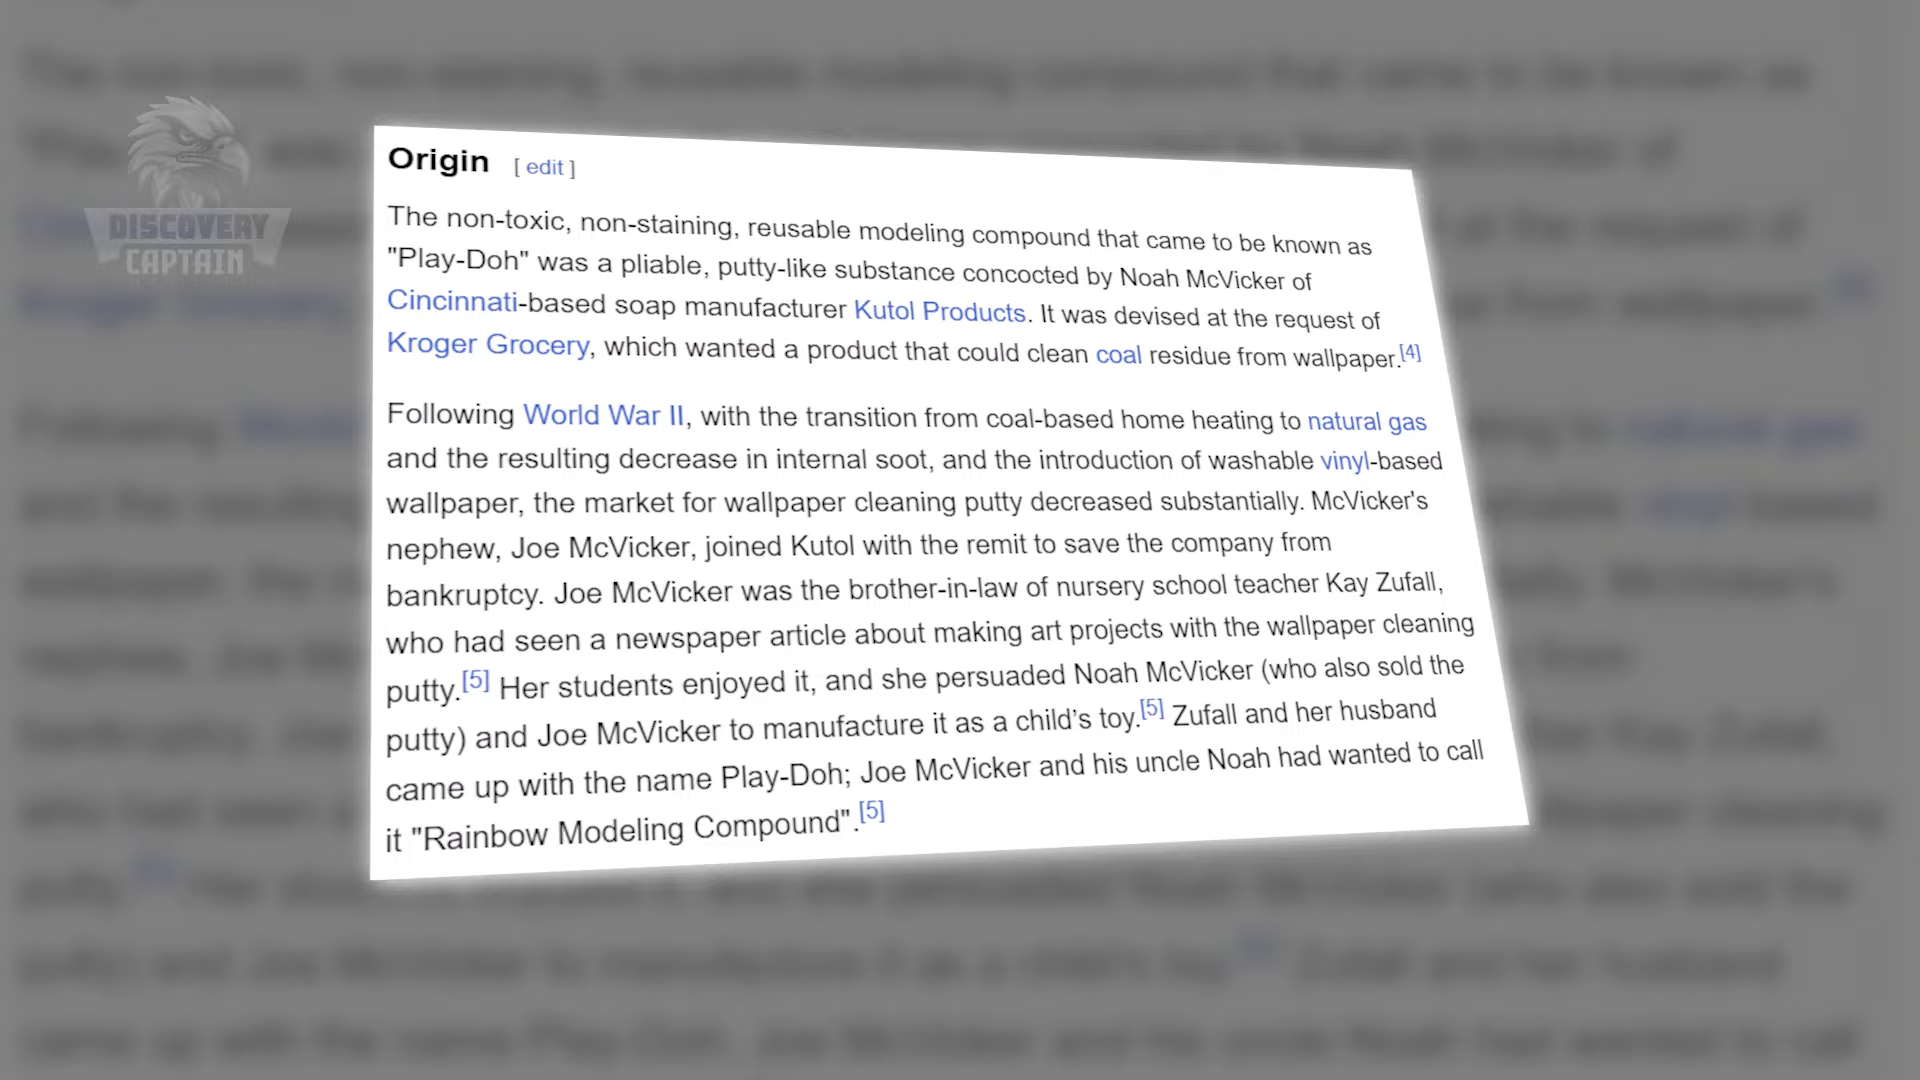 Origin [ edit ]
The non-toxic, non-staining, reusable modeling compound that came to be known as
"Play-Doh" was a pliable, putty-like substance concocted by Noah McVicker of
Cincinnati-based soap manufacturer Kutol Products. It was devised at the request of
Kroger Grocery, which wanted a product that could clean coal residue from wallpaper.[4]
Following World War II, with the transition from coal-based home heating to natural gas
and the resulting decrease in internal soot, and the introduction of washable vinyl-based
wallpaper, the market for wallpaper cleaning putty decreased substantially. McVicker's
nephew, Joe McVicker, joined Kutol with the remit to save the company from
bankruptcy. Joe McVicker was the brother-in-law of nursery school teacher Kay Zufall,
who had seen a newspaper article about making art projects with the wallpaper cleaning
putty.[5] Her students enjoyed it, and she persuaded Noah McVicker (who also sold the
putty) and Joe McVicker to manufacture it as a child’s toy.[5] Zufall and her husband
came up with the name Play-Doh; Joe McVicker and his uncle Noah had wanted to call
it "Rainbow Modeling Compound".[5]
DISCOVERY
CAPTAIN